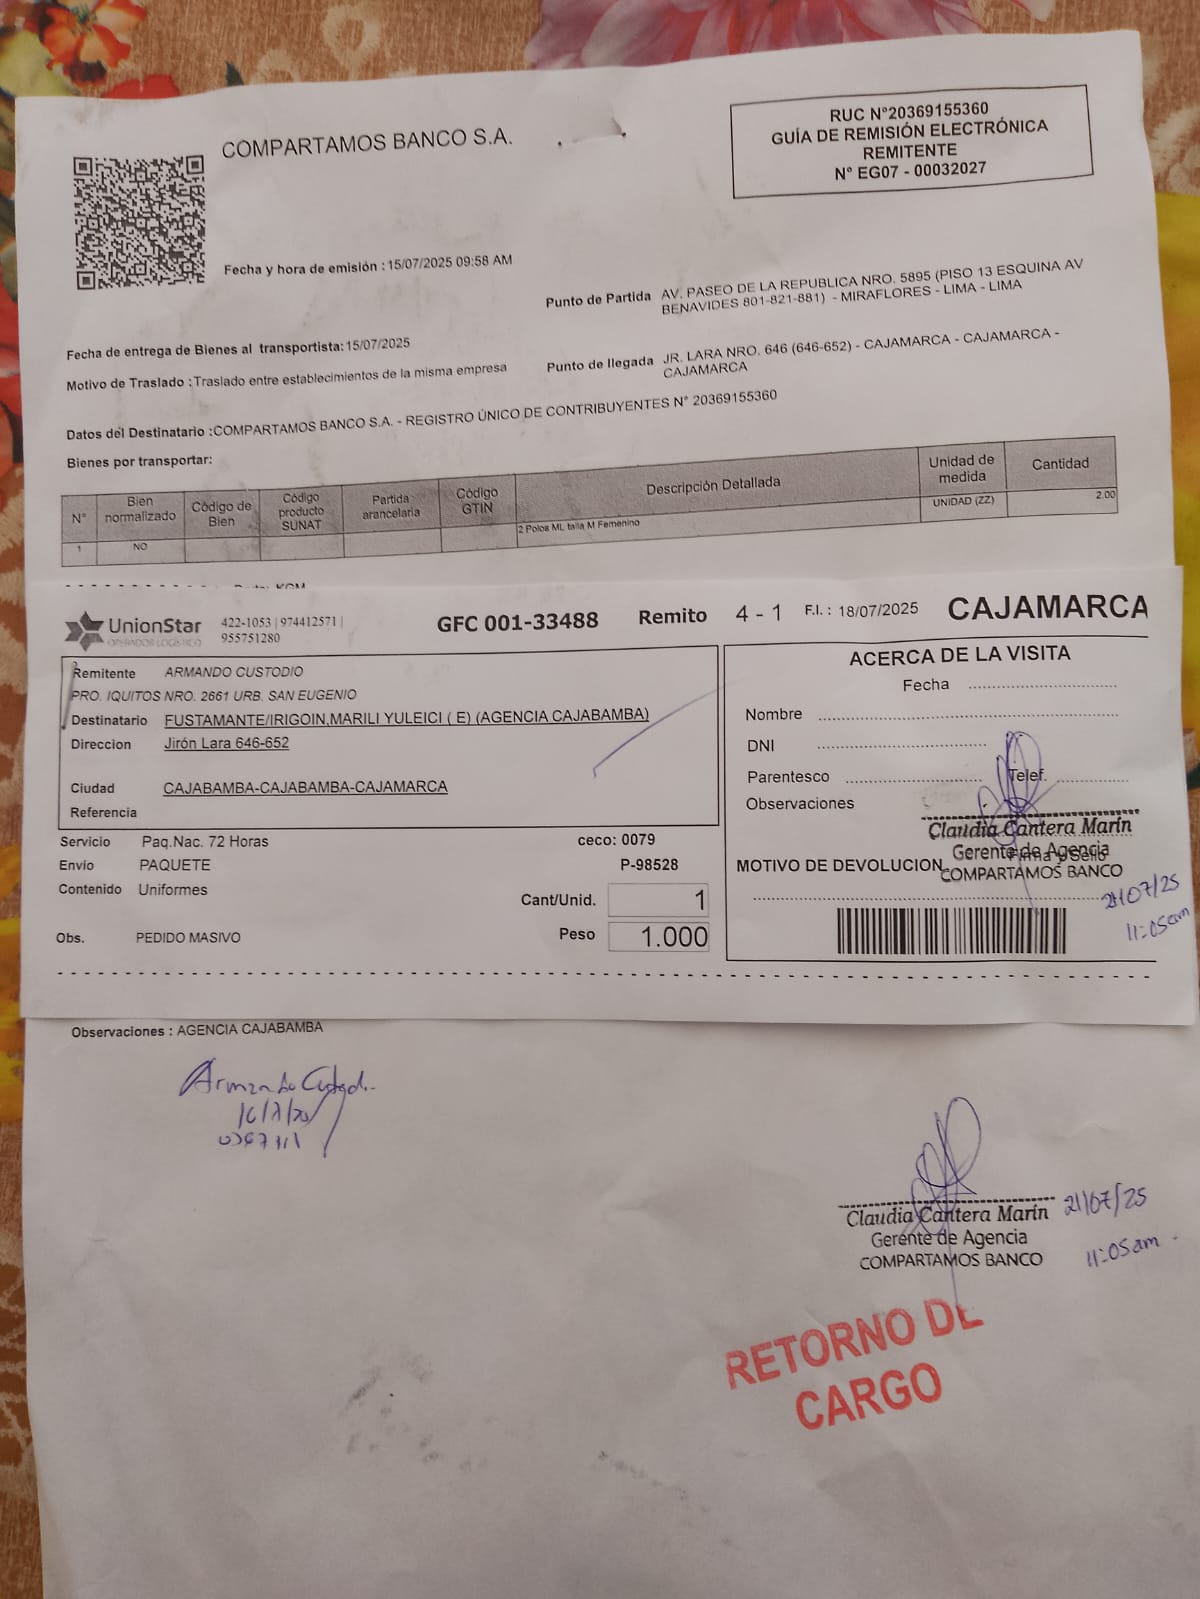 COMPARTAMOS BANCO S.A.
RUC N°20369155360
GUÍA DE REMISIÓN ELECTRÓNICA
REMITENTE
N° EG07 - 00032027
Fecha y hora de emisión : 15/07/2025 09:58 AM
Punto de Partida AV. PASEO DE LA REPUBLICA NRO. 5895 (PISO 13 ESQUINA AV
BENAVIDES 801-821-881) - MIRAFLORES - LIMA - LIMA
Fecha de entrega de Bienes al transportista: 15/07/2025
Punto de llegada JR. LARA NRO. 646 (646-652) - CAJAMARCA - CAJAMARCA -
CAJAMARCA
Motivo de Traslado : Traslado entre establecimientos de la misma empresa
Datos del Destinatario : COMPARTAMOS BANCO S.A. - REGISTRO ÚNICO DE CONTRIBUYENTES N° 20369155360
Bienes por transportar:
N° Bien normalizado Código de Bien Código producto SUNAT Partida arancelaria Código GTIN Descripción Detallada Unidad de medida Cantidad
1 NO 2 Polos ML talla M Femenino UNIDAD (ZZ) 2.00
UnionStar
OPERADOR LOGISTICO
422-1053 | 974412571 |
955751280
GFC 001-33488 Remito 4 - 1 F.I. : 18/07/2025 CAJAMARCA
Remitente ARMANDO CUSTODIO
PRO. IQUITOS NRO. 2661 URB. SAN EUGENIO
Destinatario FUSTAMANTE/IRIGOIN,MARILI YULEICI ( E) (AGENCIA CAJABAMBA)
Direccion Jirón Lara 646-652
Ciudad CAJABAMBA-CAJABAMBA-CAJAMARCA
Referencia
Servicio Paq.Nac. 72 Horas ceco: 0079
Envío PAQUETE P-98528
Contenido Uniformes
Cant/Unid. 1
Obs. PEDIDO MASIVO Peso 1.000
ACERCA DE LA VISITA
Fecha
Nombre
DNI
Parentesco Telef.
Observaciones
Claudia Cantera Marín
Gerente de Agencia
COMPARTAMOS BANCO
MOTIVO DE DEVOLUCION
21/07/25
11:05am
Observaciones : AGENCIA CAJABAMBA
Armando
Claudia Cantera Marín
Gerente de Agencia
COMPARTAMOS BANCO
21/07/25
11:05am
RETORNO DE
CARGO